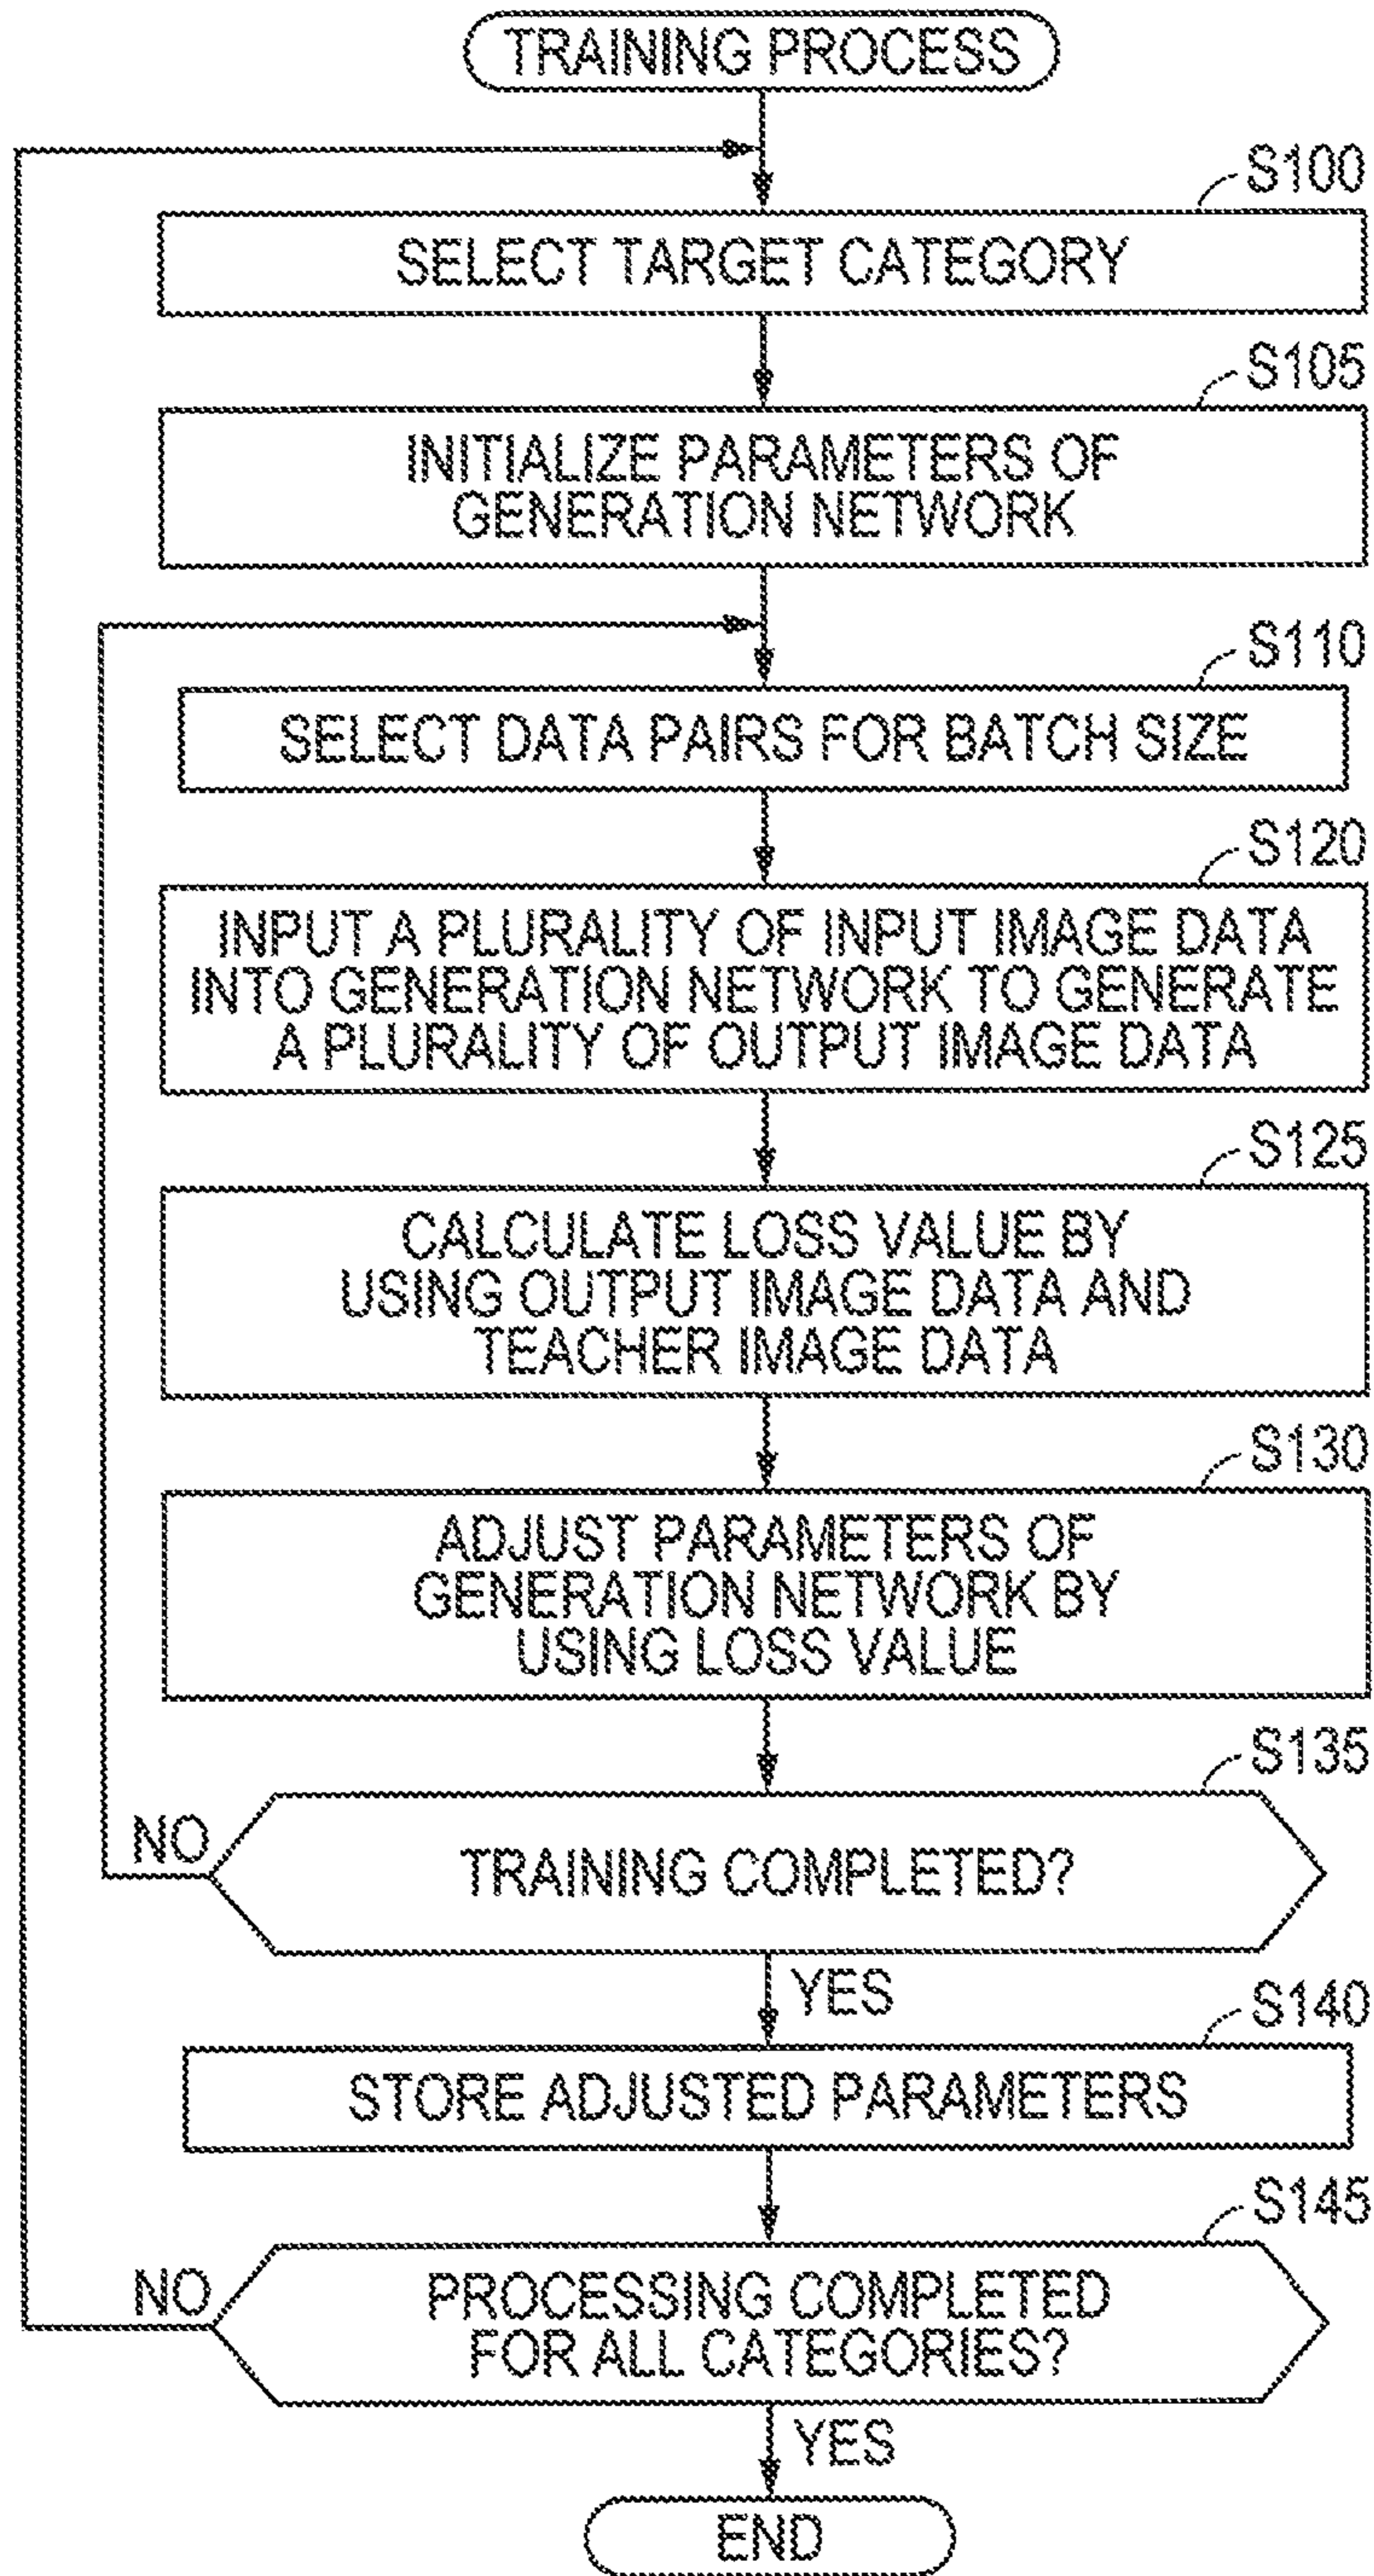 TRAINING PROCESS
S100
SELECT TARGET CATEGORY
S105
INITIALIZE PARAMETERS OF
GENERATION NETWORK
S110
SELECT DATA PAIRS FOR BATCH SIZE
S120
INPUT A PLURALITY OF INPUT IMAGE DATA
INTO GENERATION NETWORK TO GENERATE
A PLURALITY OF OUTPUT IMAGE DATA
S125
CALCULATE LOSS VALUE BY
USING OUTPUT IMAGE DATA AND
TEACHER IMAGE DATA
S130
ADJUST PARAMETERS OF
GENERATION NETWORK BY
USING LOSS VALUE
S135
NO
TRAINING COMPLETED?
YES
S140
STORE ADJUSTED PARAMETERS
S145
NO
PROCESSING COMPLETED
FOR ALL CATEGORIES?
YES
END